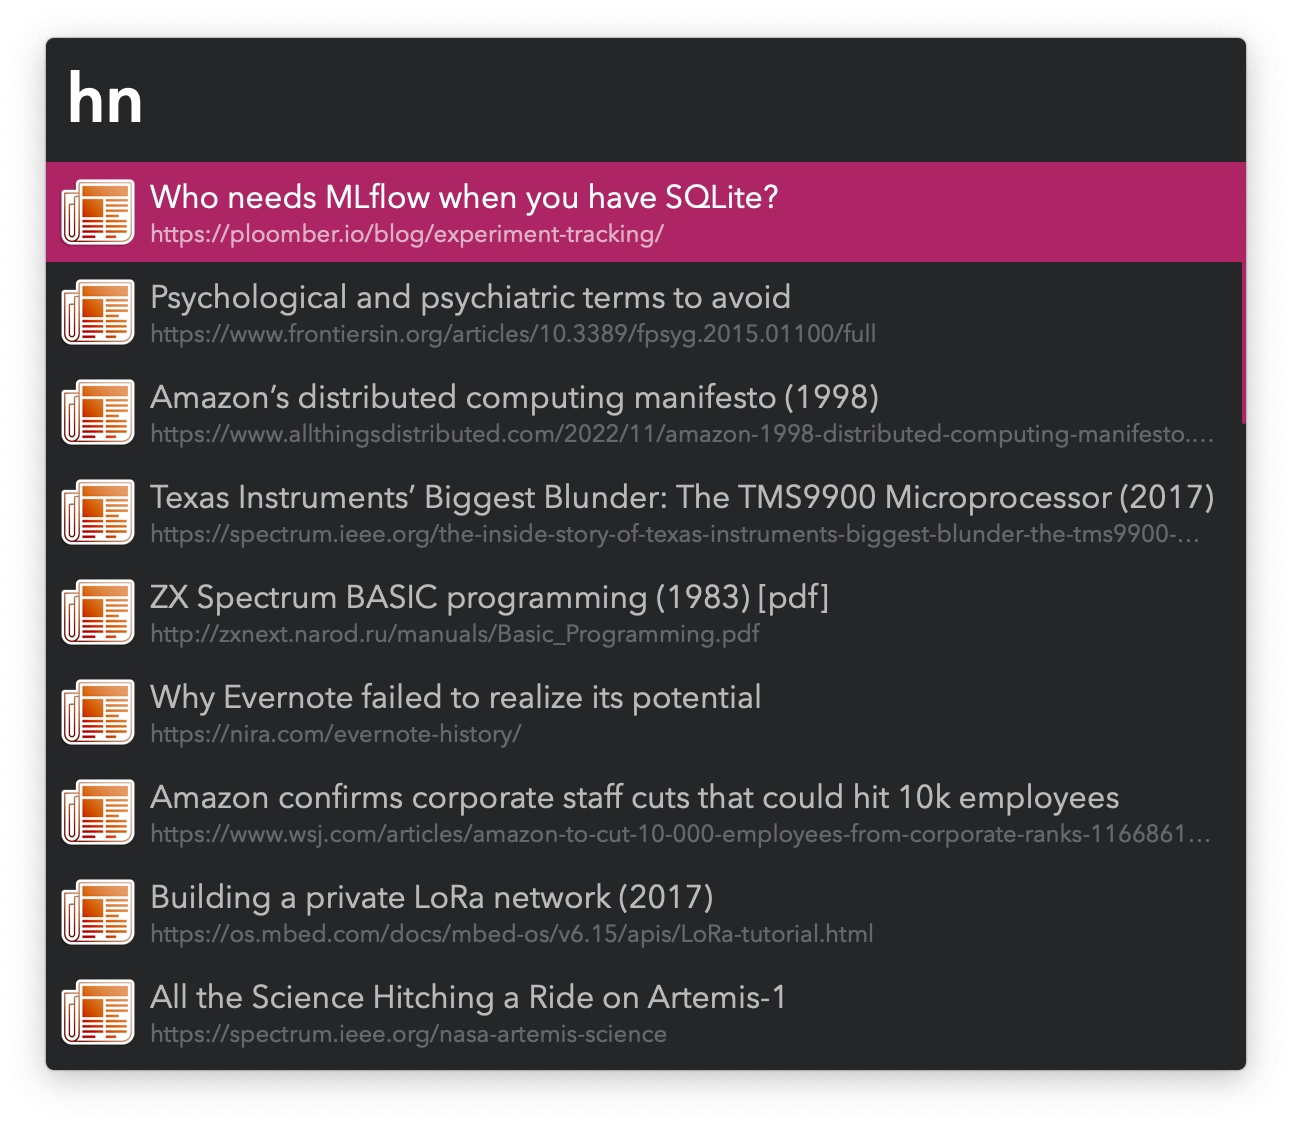 hn
Who needs MLflow when you have SQLite?
https://ploomber.io/blog/experiment-tracking/
Psychological and psychiatric terms to avoid
https://www.frontiersin.org/articles/10.3389/fpsyg.2015.01100/full
Amazon’s distributed computing manifesto (1998)
https://www.allthingsdistributed.com/2022/11/amazon-1998-distributed-computing-manifesto.…
Texas Instruments’ Biggest Blunder: The TMS9900 Microprocessor (2017)
https://spectrum.ieee.org/the-inside-story-of-texas-instruments-biggest-blunder-the-tms9900-…
ZX Spectrum BASIC programming (1983) [pdf]
http://zxnext.narod.ru/manuals/Basic_Programming.pdf
Why Evernote failed to realize its potential
https://nira.com/evernote-history/
Amazon confirms corporate staff cuts that could hit 10k employees
https://www.wsj.com/articles/amazon-to-cut-10-000-employees-from-corporate-ranks-1166861…
Building a private LoRa network (2017)
https://os.mbed.com/docs/mbed-os/v6.15/apis/LoRa-tutorial.html
All the Science Hitching a Ride on Artemis-1
https://spectrum.ieee.org/nasa-artemis-science